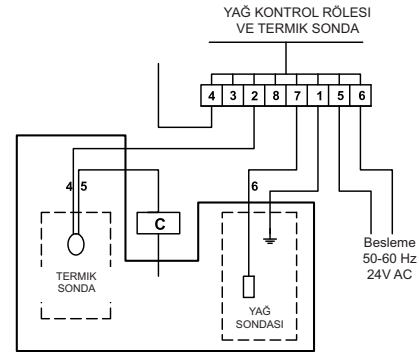 YAĞ KONTROL RÖLESI
VE TERMIK SONDA
4 3 2 8 7 1 5 6
4 5
6
C
TERMIK
SONDA
YAĞ
SONDASI
Besleme
50-60 Hz
24V AC